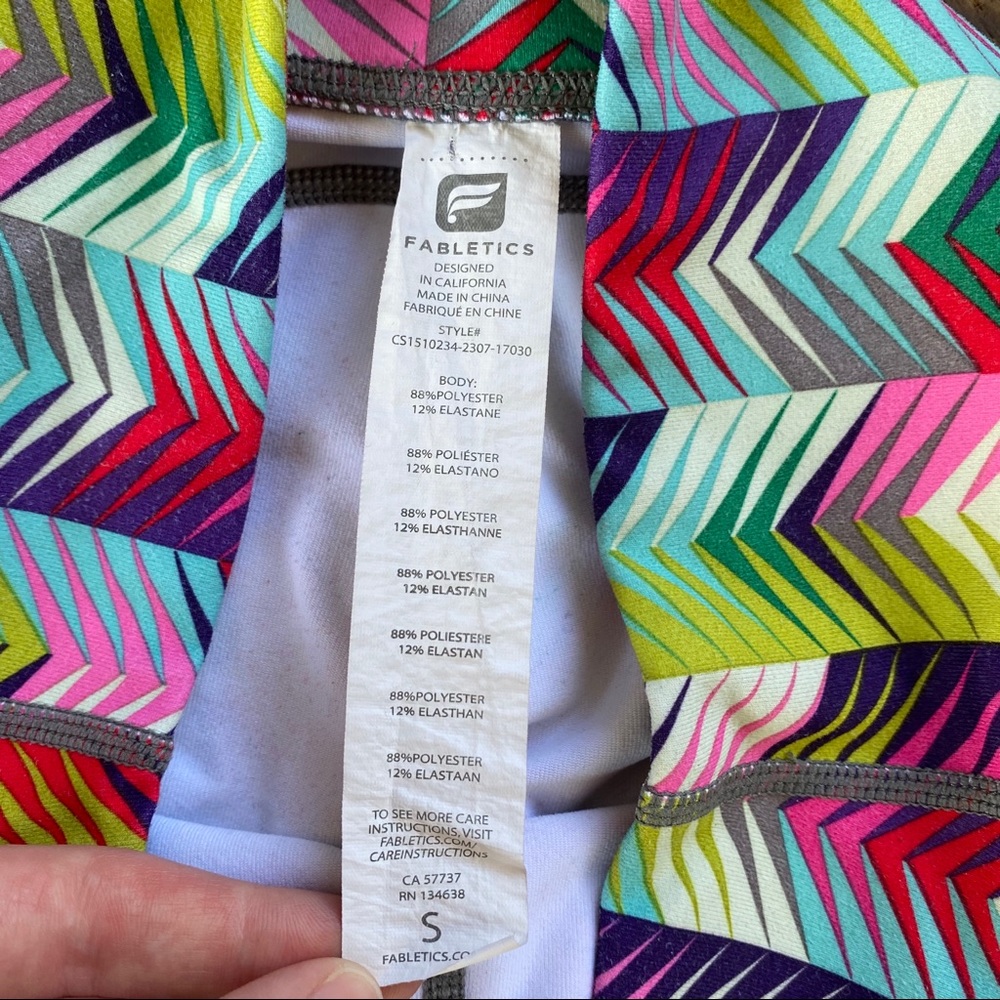 FABLETICS
DESIGNED
IN CALIFORNIA
MADE IN CHINA
FABRIQUÉ EN CHINE
STYLE#
CS1510234-2307-17030
BODY:
88%POLYESTER
12% ELASTANE
88% POLIÉSTER
12% ELASTANO
88% POLYESTER
12% ELASTHANNE
88% POLYESTER
12% ELASTAN
88% POLIESTERE
12% ELASTAN
88%POLYESTER
12% ELASTHAN
88%POLYESTER
12% ELASTAAN
TO SEE MORE CARE
INSTRUCTIONS, VISIT
FABLETICS.COM/
CAREINSTRUCTIONS
CA 57737
RN 134638
S
FABLETICS.CO